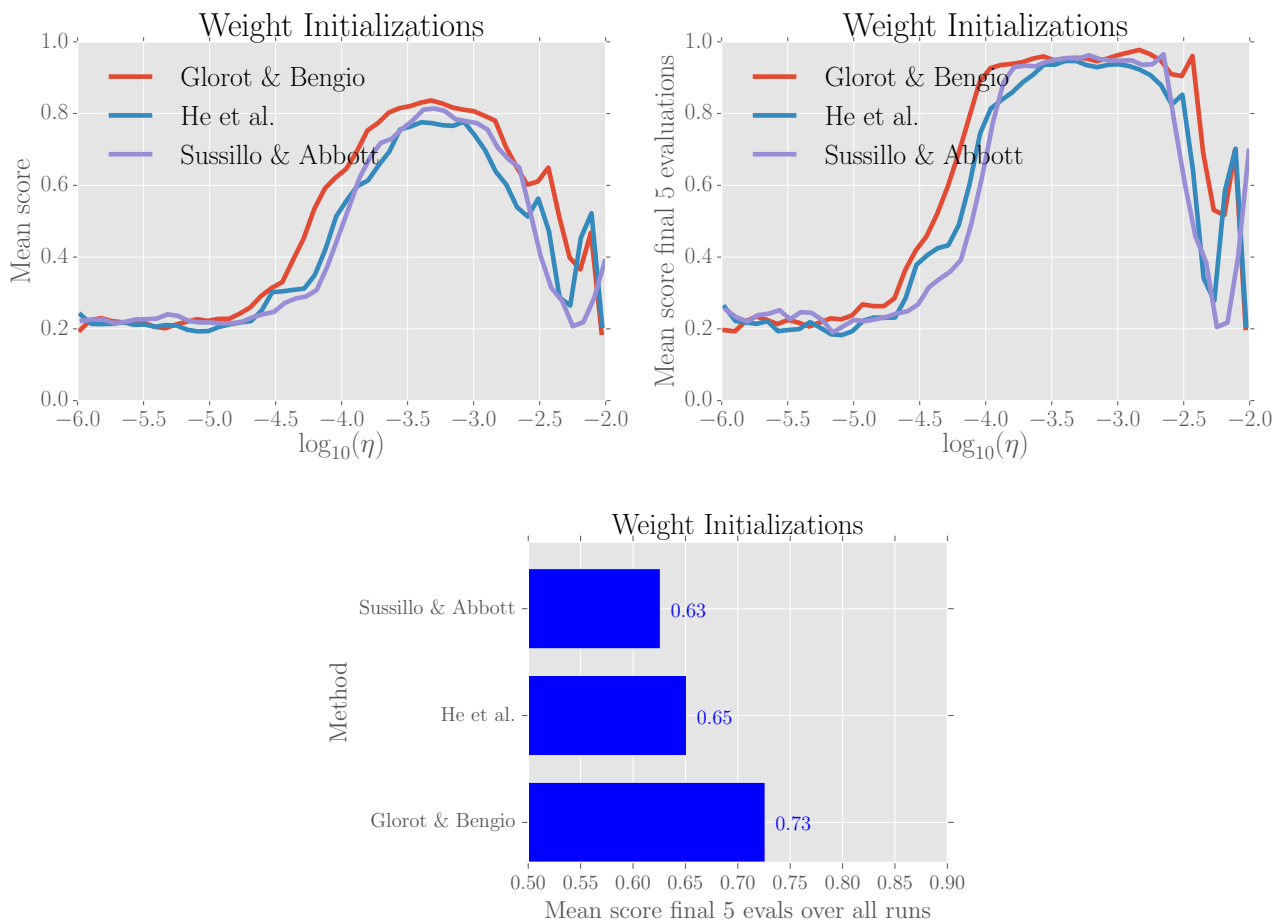 Weight Initializations
1.0
0.8
0.6
0.4
0.2
0.0
Mean score
Glorot & Bengio
He et al.
Sussillo & Abbott
−6.0 −5.5 −5.0 −4.5 −4.0 −3.5 −3.0 −2.5 −2.0
log10(η)
Weight Initializations
1.0
0.8
0.6
0.4
0.2
0.0
Mean score final 5 evaluations
Glorot & Bengio
He et al.
Sussillo & Abbott
−6.0 −5.5 −5.0 −4.5 −4.0 −3.5 −3.0 −2.5 −2.0
log10(η)
Weight Initializations
Method
Sussillo & Abbott 0.63
He et al. 0.65
Glorot & Bengio 0.73
0.50 0.55 0.60 0.65 0.70 0.75 0.80 0.85 0.90
Mean score final 5 evals over all runs